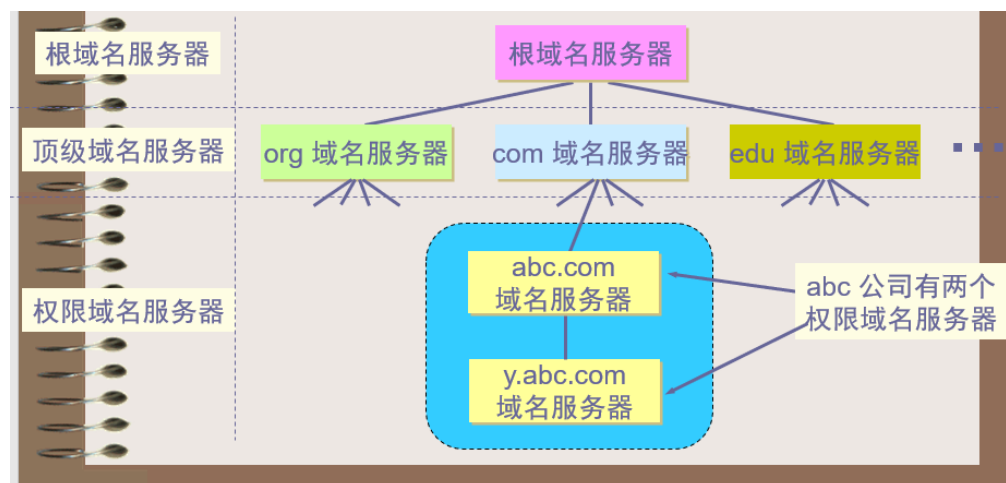 根域名服务器
根域名服务器
顶级域名服务器
org 域名服务器
com 域名服务器
edu 域名服务器
权限域名服务器
abc.com
域名服务器
y.abc.com
域名服务器
abc 公司有两个
权限域名服务器